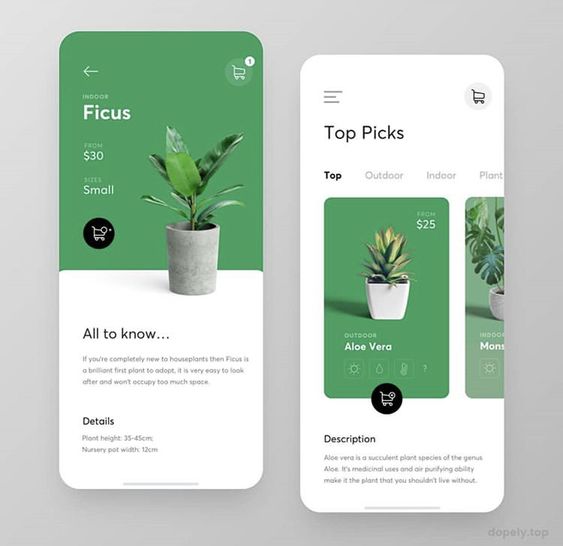 1
INDOOR
Ficus
FROM
$30
SIZES
Small
All to know...
If you're completely new to houseplants then Ficus is
a brilliant first plant to adopt, it is very easy to look
after and won't occupy too much space.
Details
Plant height: 35-45cm;
Nursery pot width: 12cm
Top Picks
Top Outdoor Indoor Plant
FROM
$25
OUTDOOR
Aloe Vera
?
INDOO
Mons
Description
Aloe vera is a succulent plant species of the genus
Aloe. It's medicinal uses and air purifying ability
make it the plant that you shouldn't live without.
dopely.top